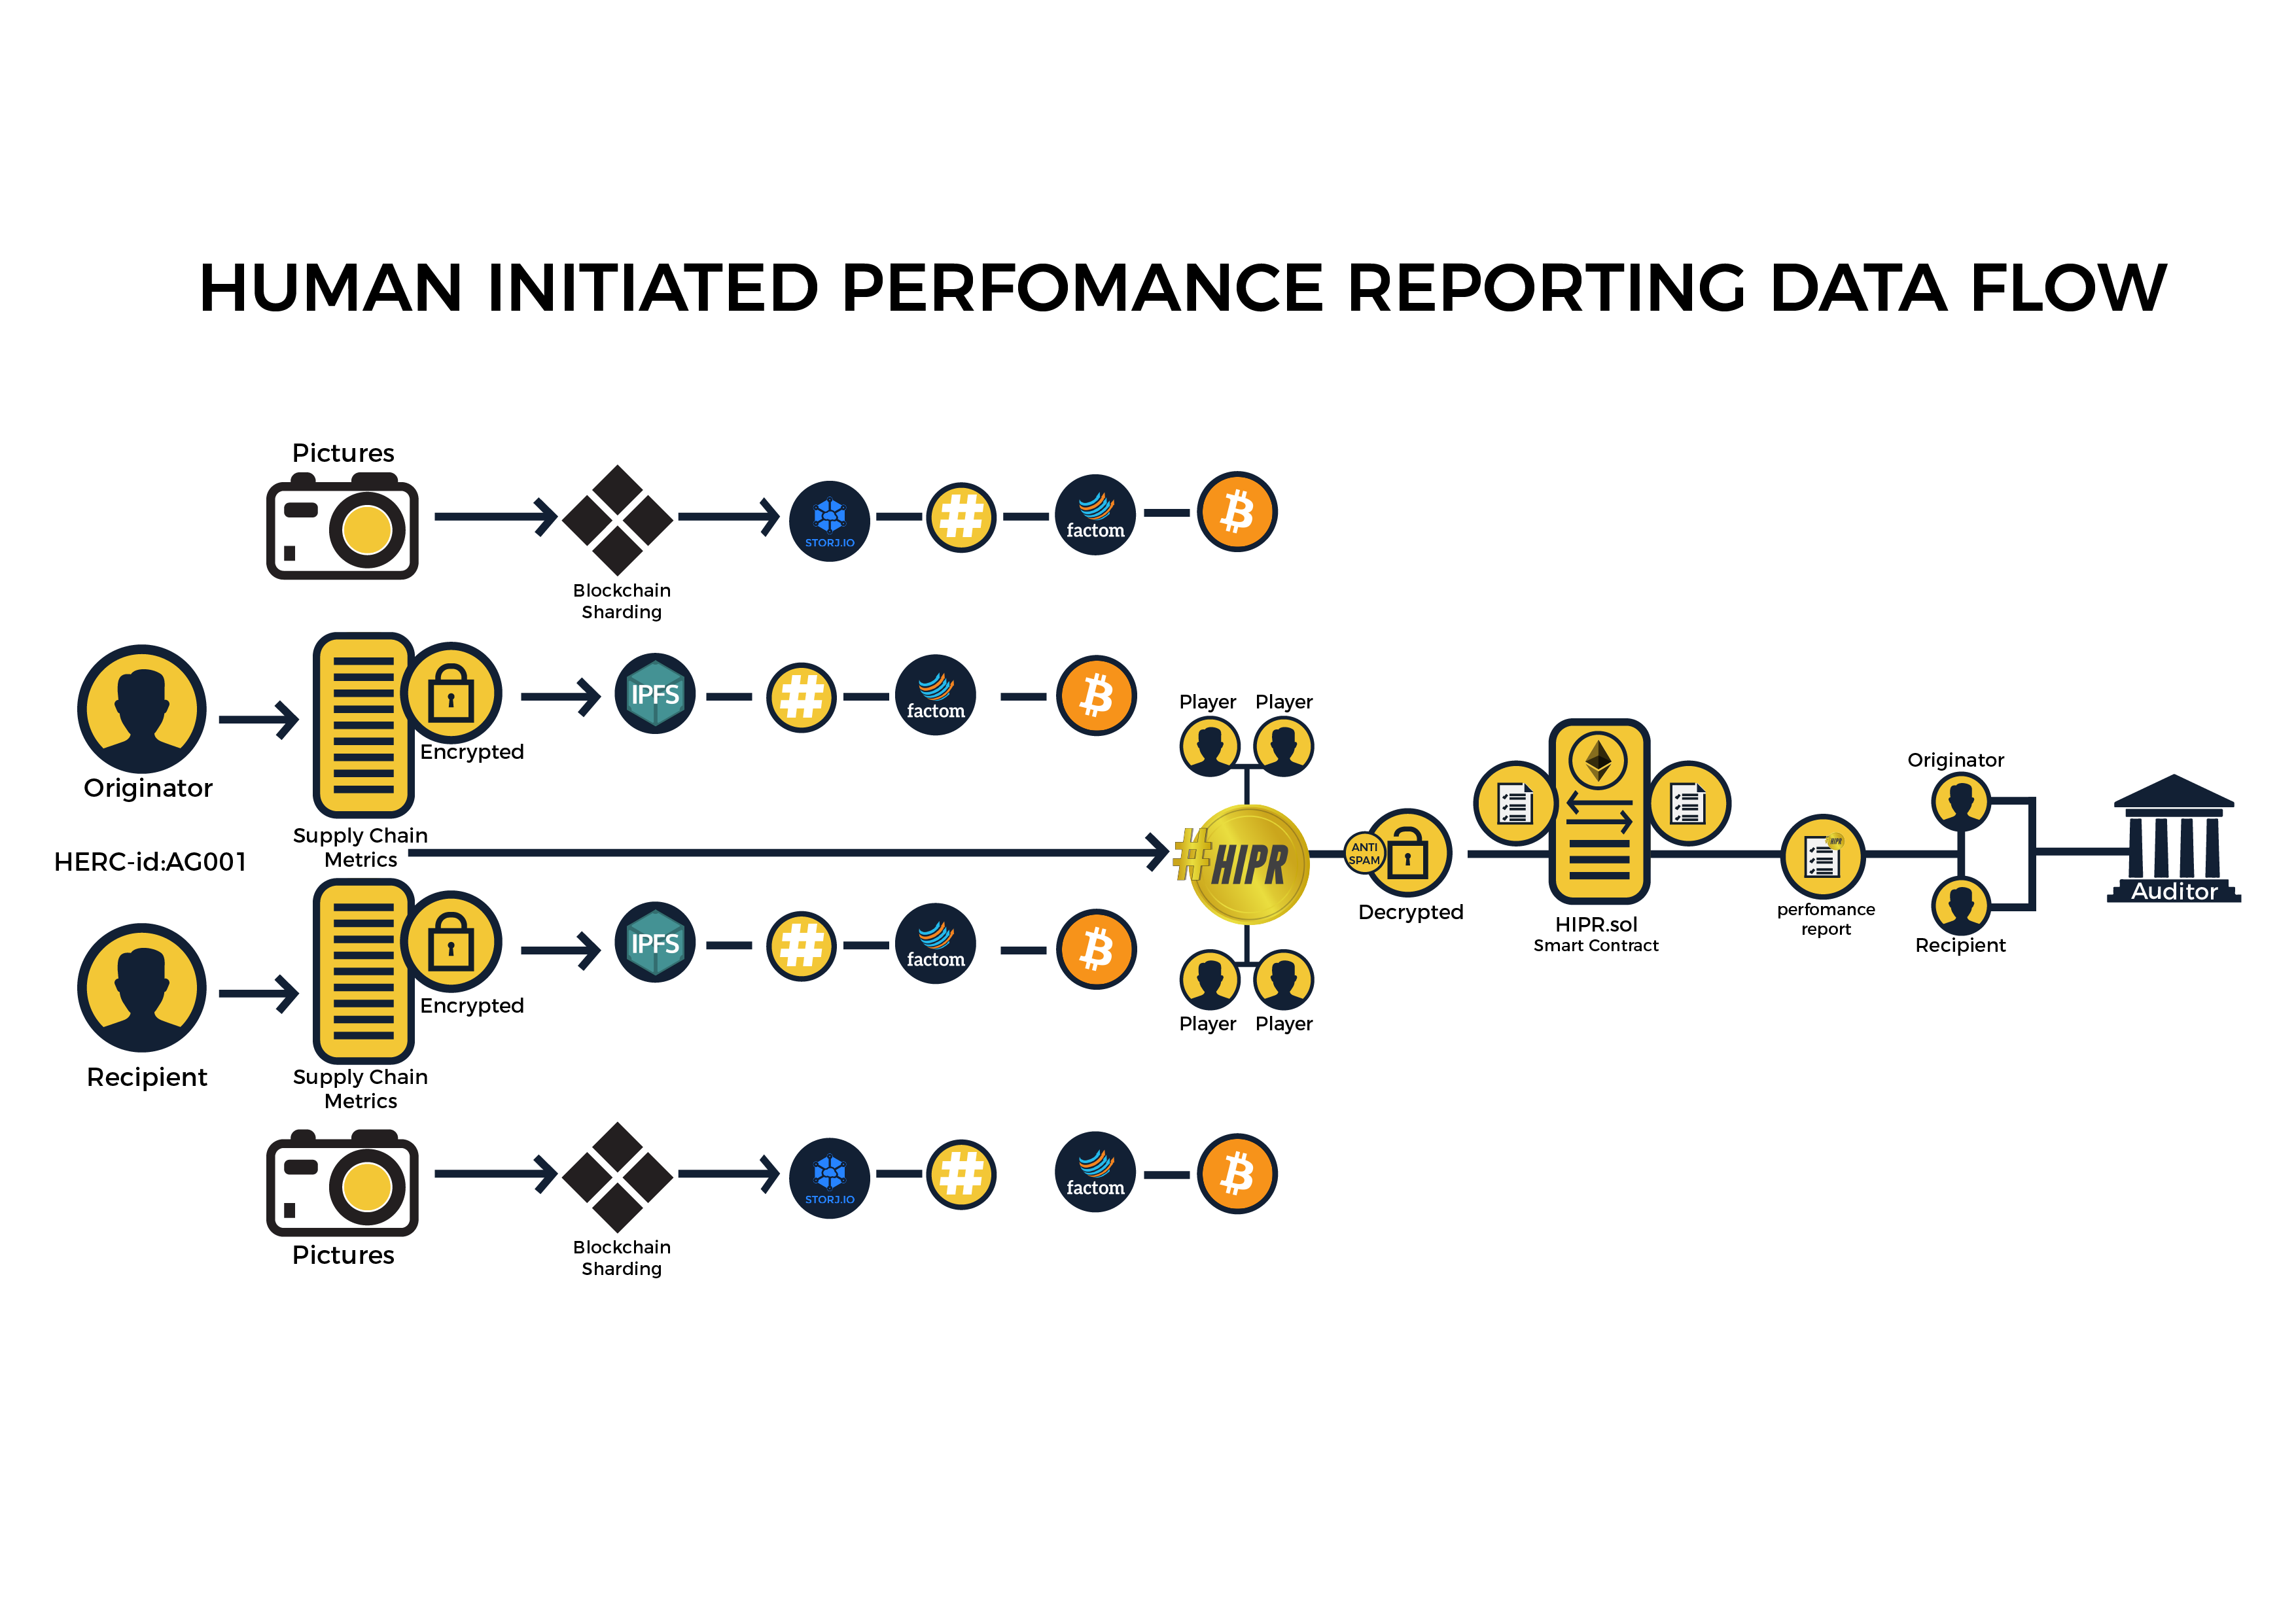 HUMAN INITIATED PERFOMANCE REPORTING DATA FLOW
Pictures
Blockchain
Sharding
STORJ.IO
#
factom
Originator
Supply Chain
Metrics
Encrypted
IPFS
#
factom
HERC-id:AG001
Recipient
Supply Chain
Metrics
Encrypted
IPFS
#
factom
Pictures
Blockchain
Sharding
STORJ.IO
#
factom
Player Player
#HIPR
Player Player
ANTI
SPAM
Decrypted
HIPR.sol
Smart Contract
HIPR
perfomance
report
Originator
Recipient
Auditor